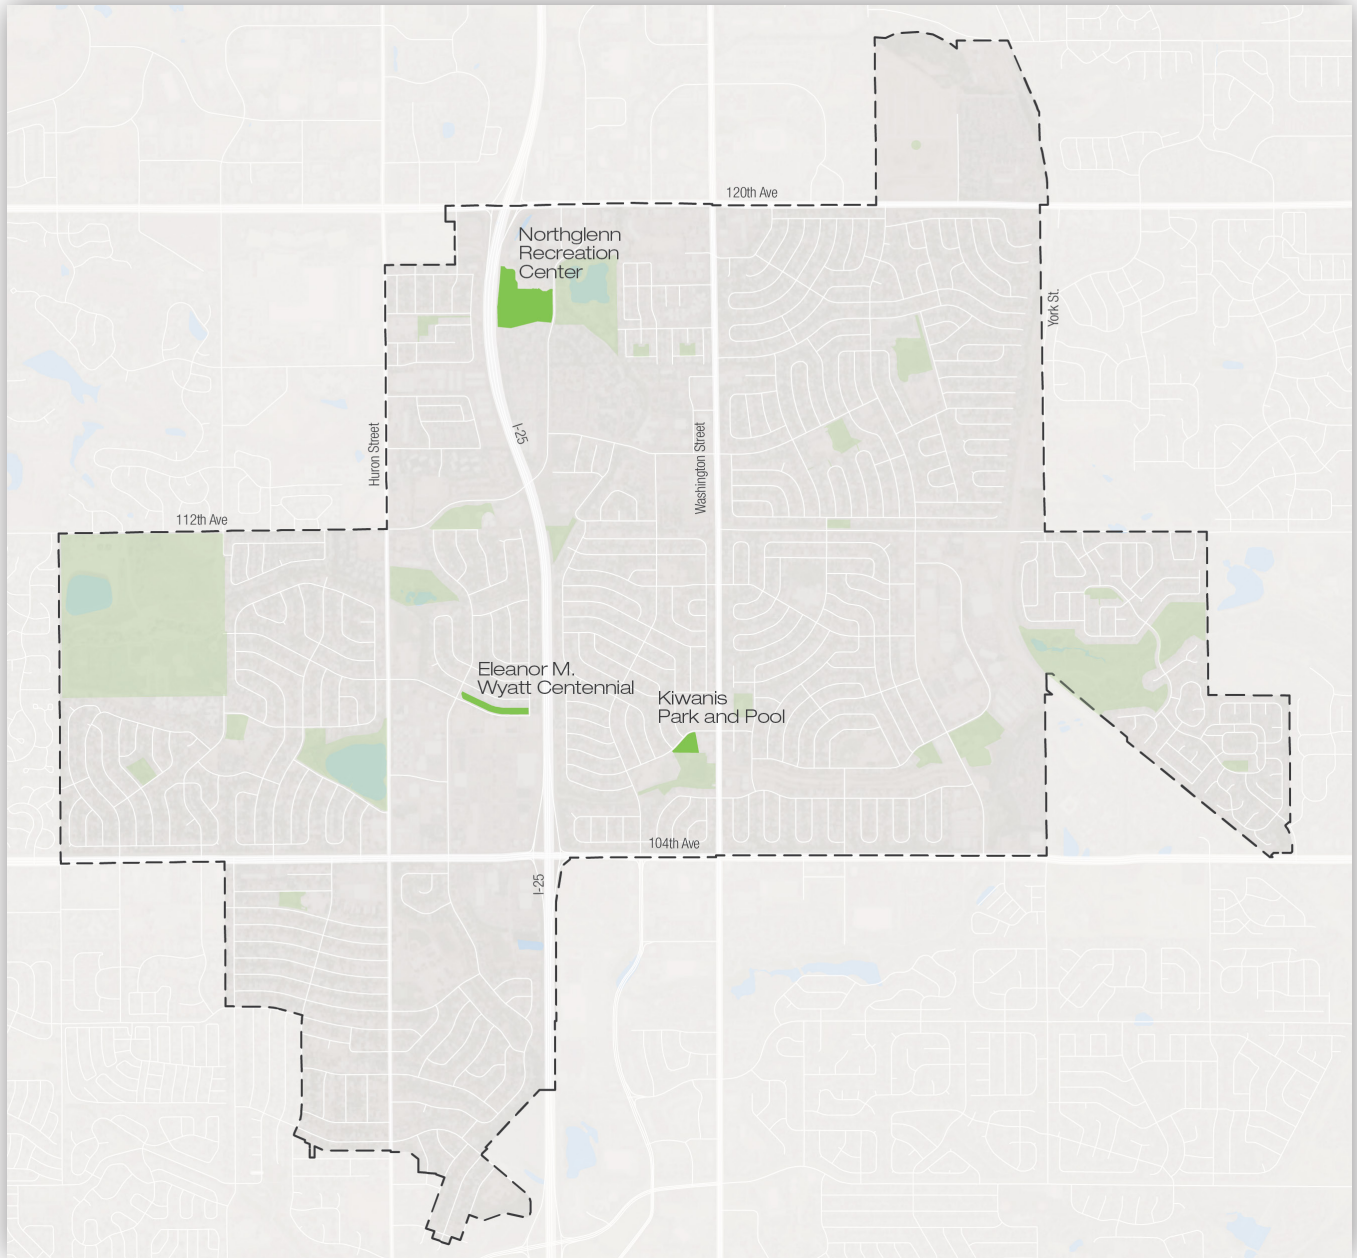 120th Ave
Northglenn
Recreation
Center
York St.
I-25
Huron Street
Washington Street
112th Ave
Eleanor M.
Wyatt Centennial
Kiwanis
Park and Pool
104th Ave
I-25